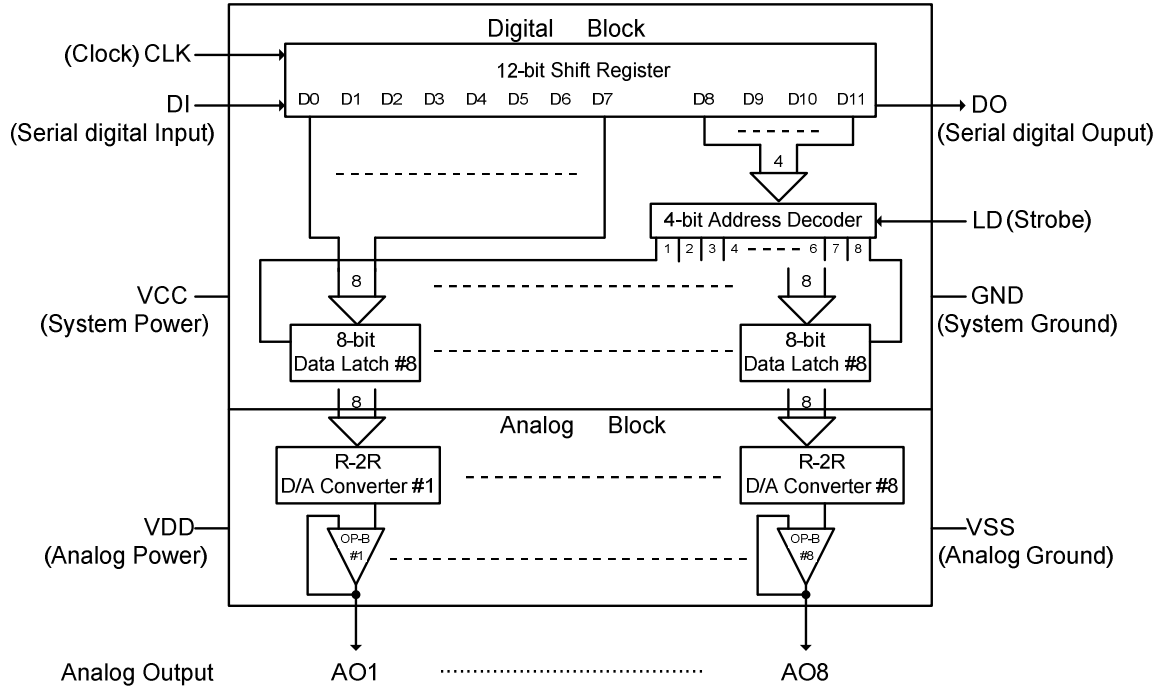 Digital Block
(Clock) CLK
12-bit Shift Register
DI
D0 D1 D2 D3 D4 D5 D6 D7 D8 D9 D10 D11
DO
(Serial digital Input)
(Serial digital Ouput)
4
4-bit Address Decoder
LD (Strobe)
1 2 3 4 6 7 8
8
8
VCC
(System Power)
GND
(System Ground)
8-bit
Data Latch #8
8-bit
Data Latch #8
8
8
Analog Block
R-2R
D/A Converter #1
R-2R
D/A Converter #8
VDD
(Analog Power)
OP-B
#1
OP-B
#8
VSS
(Analog Ground)
Analog Output
AO1
AO8